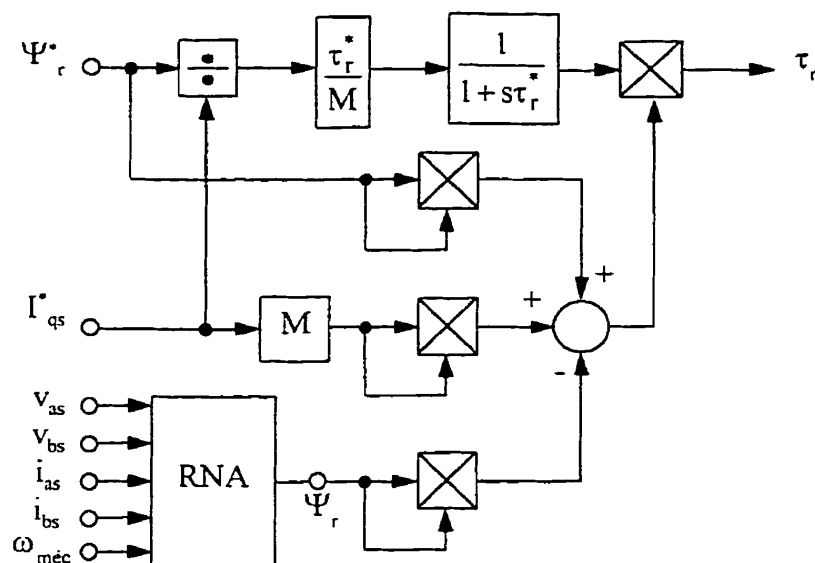 Ψ*r
τ*r
M
1
1 + sτ*r
τr
+
I*qs
M
+
-
vas
vbs
ias
ibs
ωméc
RNA
Ψr